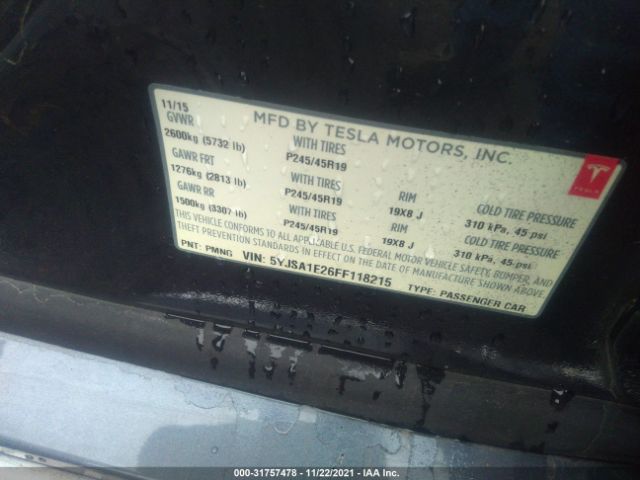 11/15
MFD BY TESLA MOTORS, INC.
GVWR
2600kg (5732 lb) WITH TIRES
GAWR FRT P245/45R19
1276kg (2813 lb) WITH TIRES RIM COLD TIRE PRESSURE
GAWR RR P245/45R19 19X8 J 310 kPa, 45 psi
1500kg (3307 lb) WITH TIRES RIM COLD TIRE PRESSURE
P245/45R19 19X8 J 310 kPa, 45 psi
THIS VEHICLE CONFORMS TO ALL APPLICABLE U.S. FEDERAL MOTOR VEHICLE SAFETY, BUMPER, AND
THEFT PREVENTION STANDARDS IN EFFECT ON THE DATE OF MANUFACTURE SHOWN ABOVE
PNT: PMNG VIN: 5YJSA1E26FF118215 TYPE: PASSENGER CAR
TESLA
000-31757478 - 11/22/2021 - IAA Inc.